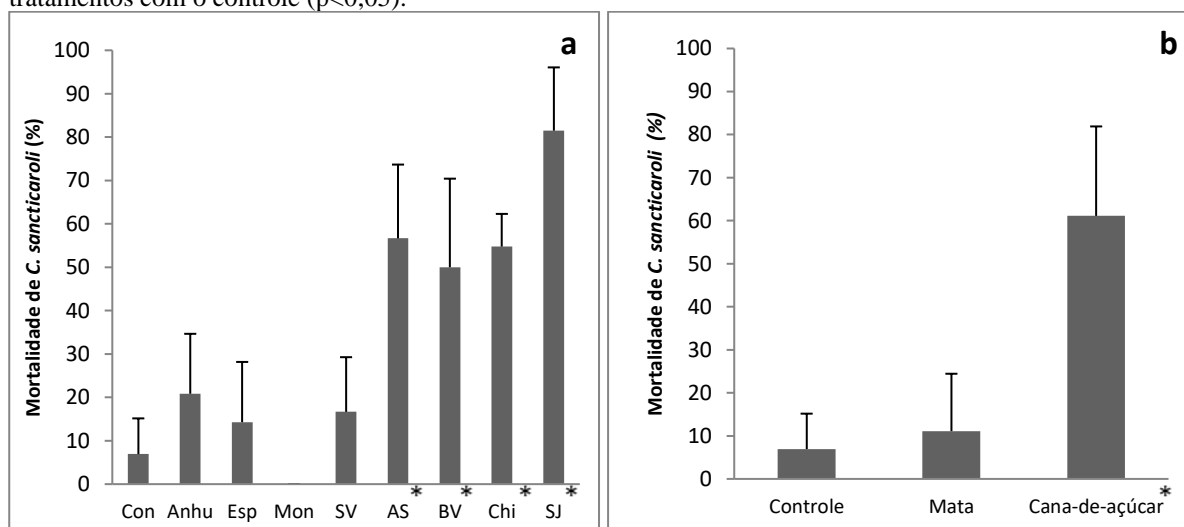 tratamentos com o controle (p<0,05).
a
Mortalidade de C. sancticaroli (%)
100
90
80
70
60
50
40
30
20
10
0
Con Anhu Esp Mon SV AS BV Chi SJ
* * * *
b
Mortalidade de C. sancticaroli (%)
100
90
80
70
60
50
40
30
20
10
0
Controle Mata Cana-de-açúcar
*